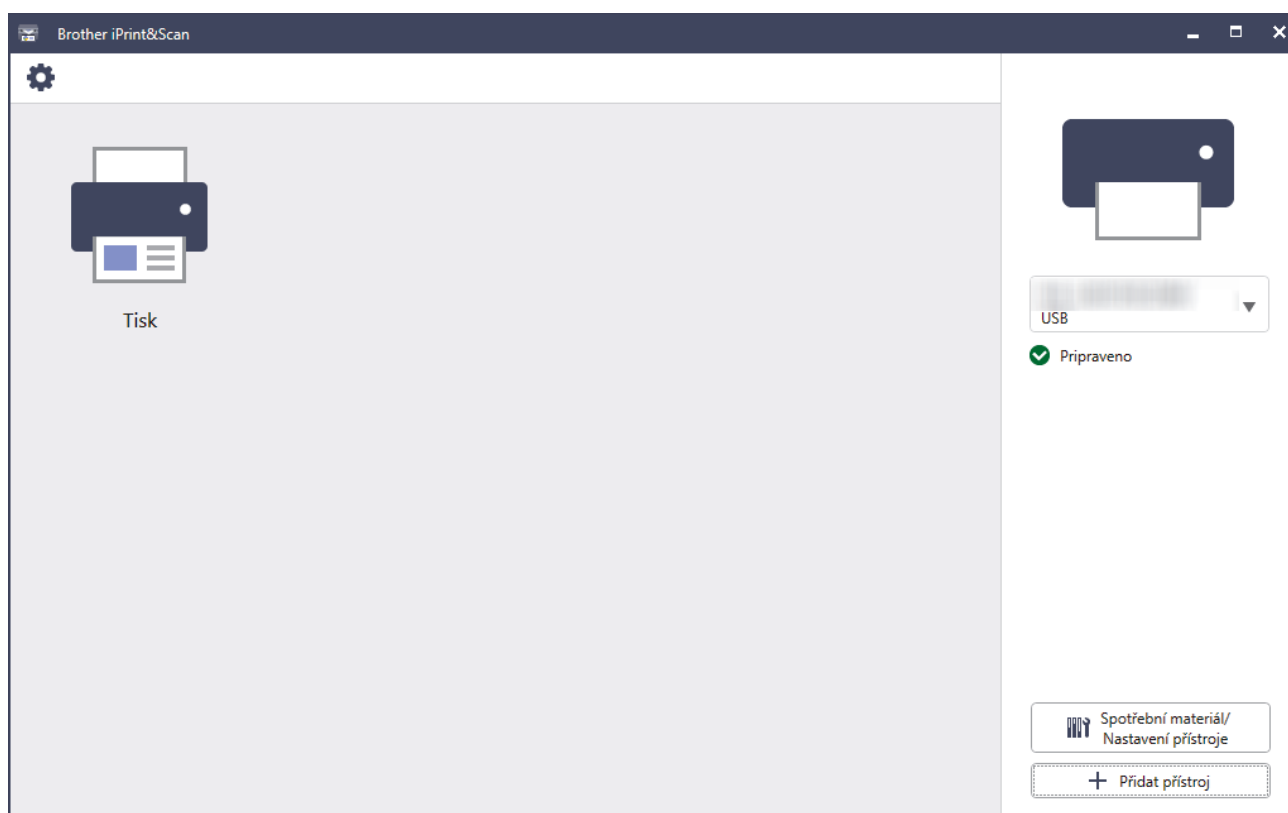 Brother iPrint&Scan
Tisk
USB
Pripraveno
Spotřební materiál/
Nastavení přístroje
Přidat přístroj